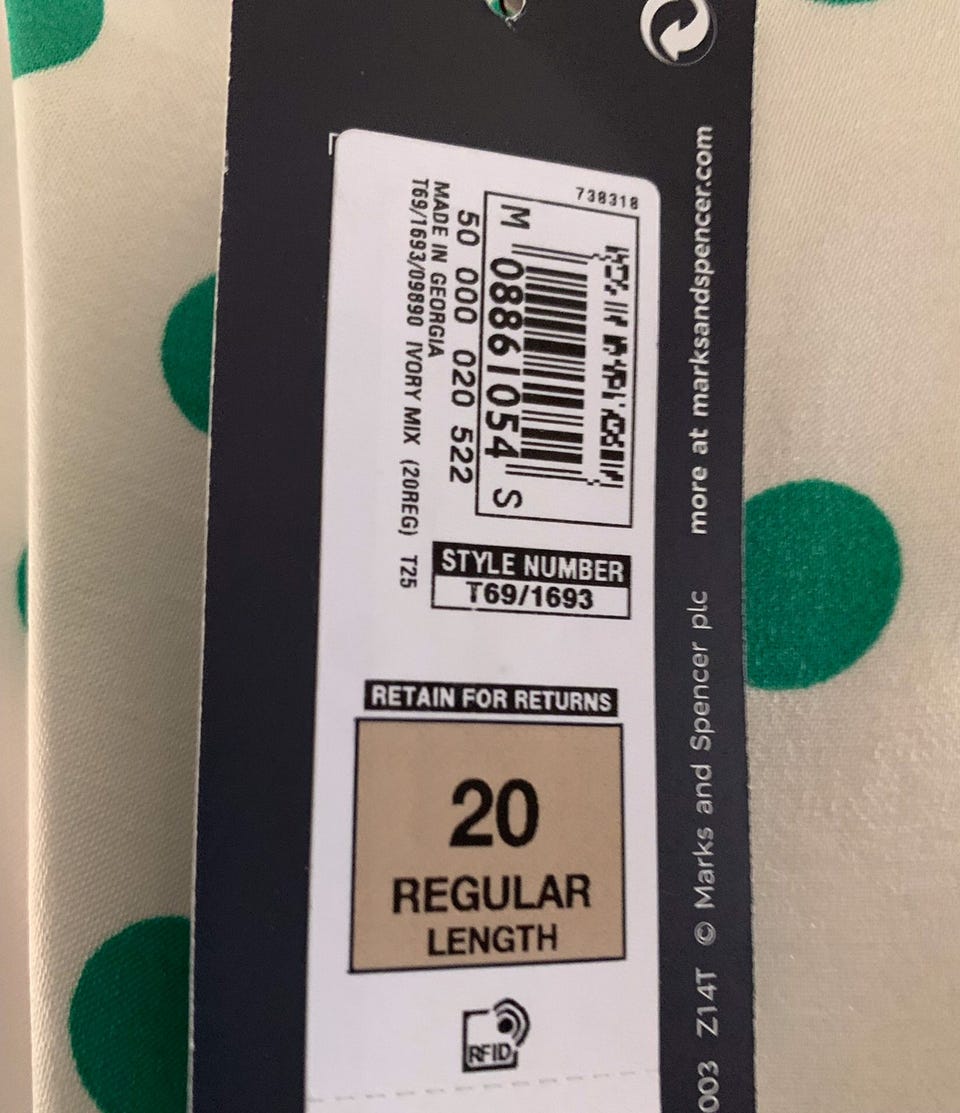 738318
M 08861054 S
50 000 020 522
MADE IN GEORGIA
T69/1693/09890 IVORY MIX (20REG) T25
STYLE NUMBER
T69/1693
RETAIN FOR RETURNS
20
REGULAR
LENGTH
RFID
003 Z14T © Marks and Spencer plc more at marksandspencer.com